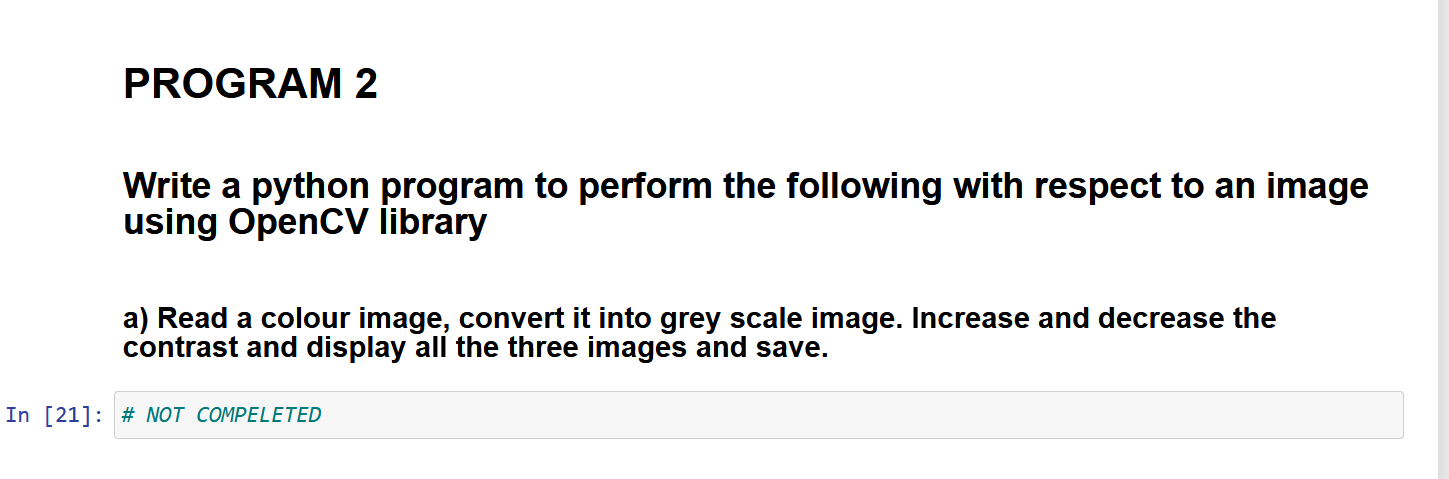 PROGRAM 2
Write a python program to perform the following with respect to an image
using OpenCV library
a) Read a colour image, convert it into grey scale image. Increase and decrease the
contrast and display all the three images and save.
In [21]: # NOT COMPELETED